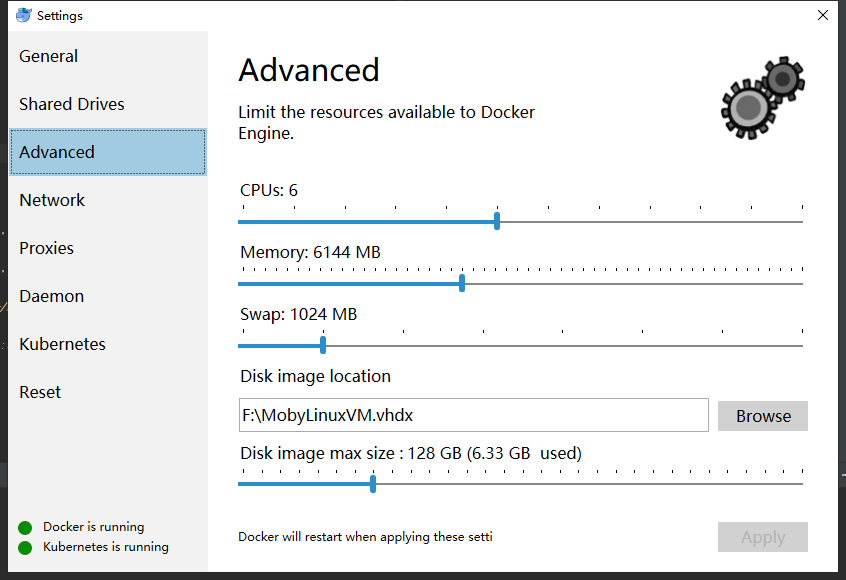 Settings
General
Shared Drives
Advanced
Network
Proxies
Daemon
Kubernetes
Reset
Docker is running
Kubernetes is running
Advanced
Limit the resources available to Docker
Engine.
CPUs: 6
Memory: 6144 MB
Swap: 1024 MB
Disk image location
F:\MobyLinuxVM.vhdx
Browse
Disk image max size : 128 GB (6.33 GB  used)
Docker will restart when applying these setti
Apply